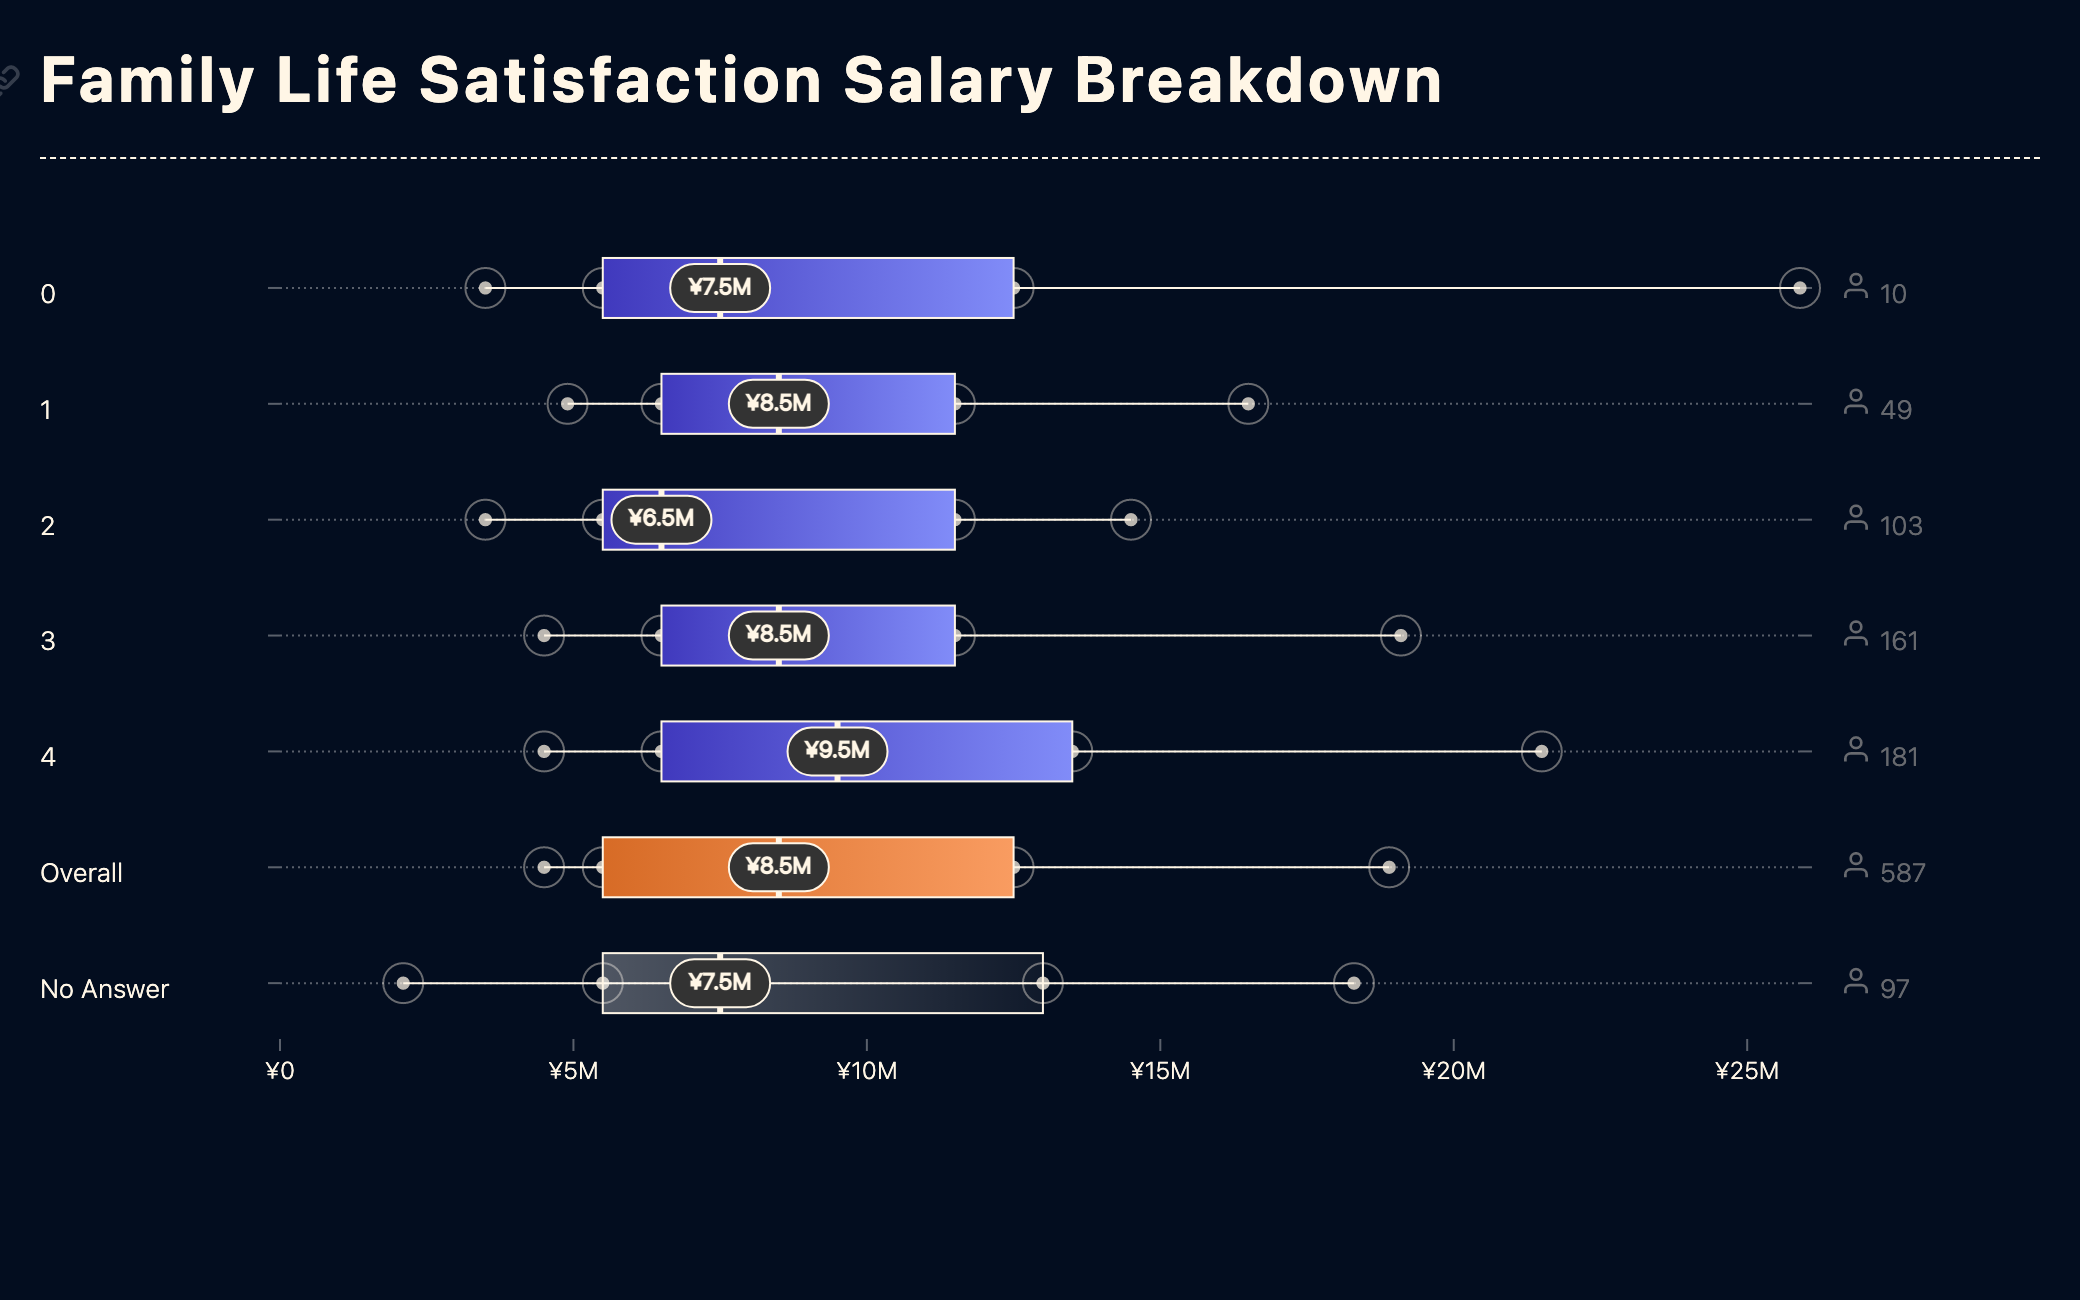 Family Life Satisfaction Salary Breakdown
0 ¥7.5M 10
1 ¥8.5M 49
2 ¥6.5M 103
3 ¥8.5M 161
4 ¥9.5M 181
Overall ¥8.5M 587
No Answer ¥7.5M 97
¥0 ¥5M ¥10M ¥15M ¥20M ¥25M